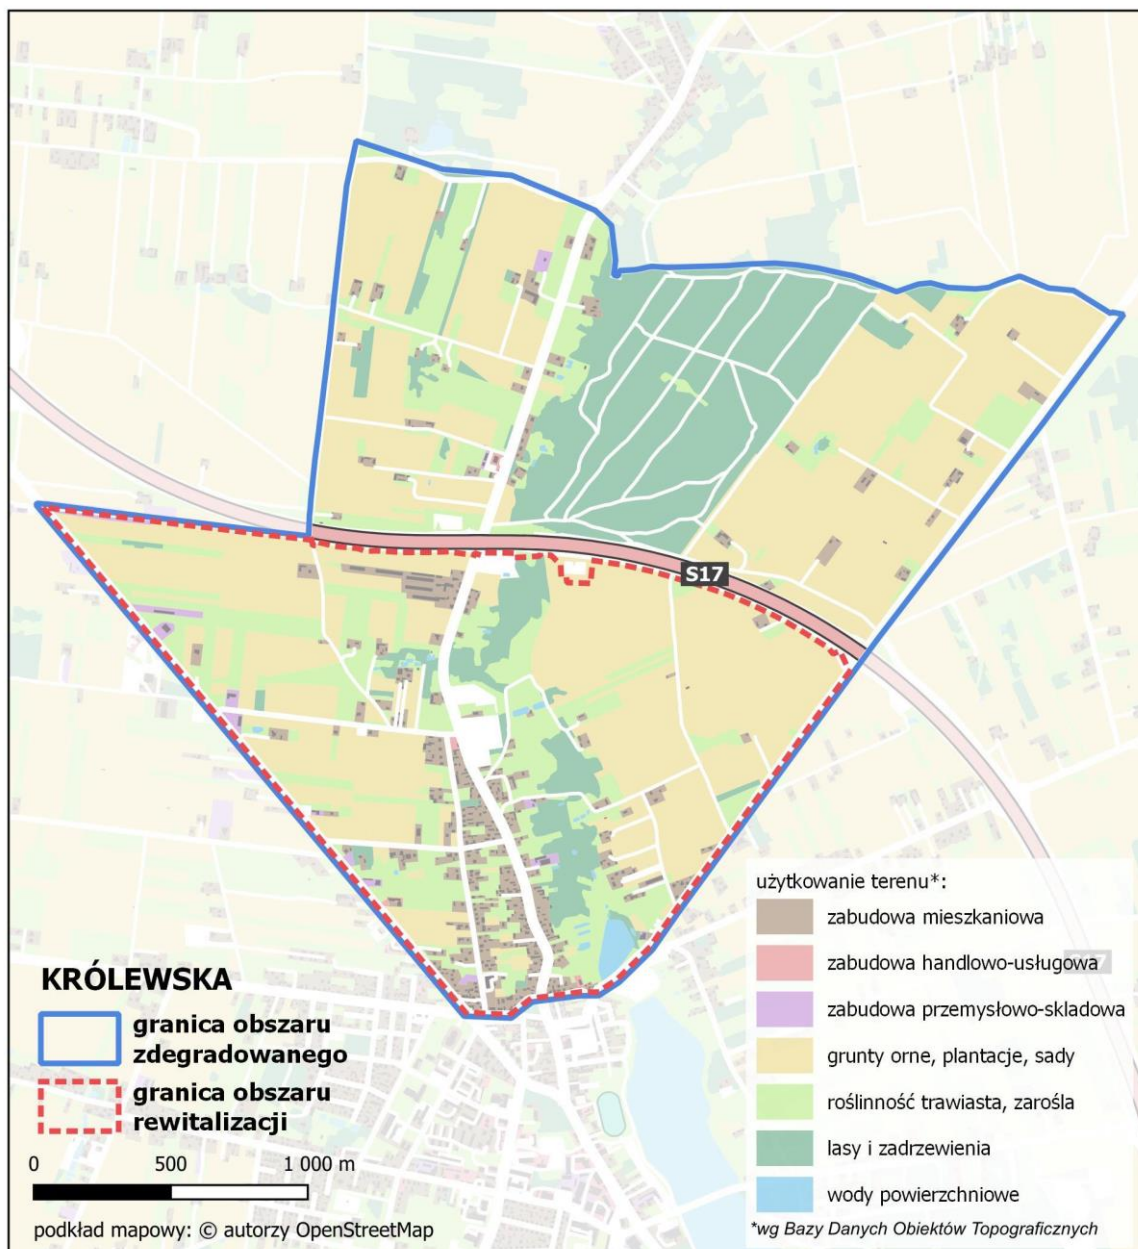 S17
użytkowanie terenu*:
zabudowa mieszkaniowa
zabudowa handlowo-usługowa
zabudowa przemysłowo-składowa
grunty orne, plantacje, sady
roślinność trawiasta, zarośla
lasy i zadrzewienia
wody powierzchniowe
*wg Bazy Danych Obiektów Topograficznych
KRÓLEWSKA
granica obszaru
zdegradowanego
granica obszaru
rewitalizacji
0 500 1 000 m
podkład mapowy: © autorzy OpenStreetMap